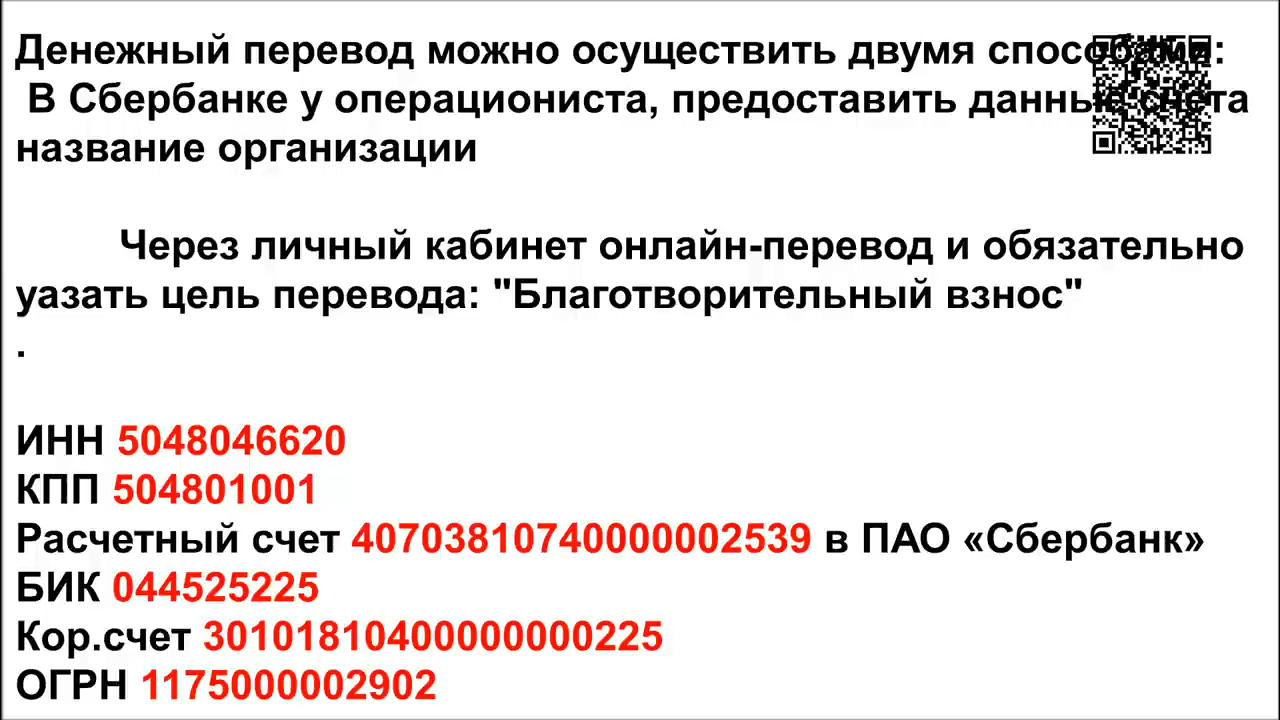 Денежный перевод можно осуществить двумя способами:
В Сбербанке у операциониста, предоставить данные счета
название организации
Через личный кабинет онлайн-перевод и обязательно
уазать цель перевода: "Благотворительный взнос"
.
ИНН 5048046620
КПП 504801001
Расчетный счет 40703810740000002539 в ПАО «Сбербанк»
БИК 044525225
Кор.счет 30101810400000000225
ОГРН 1175000002902